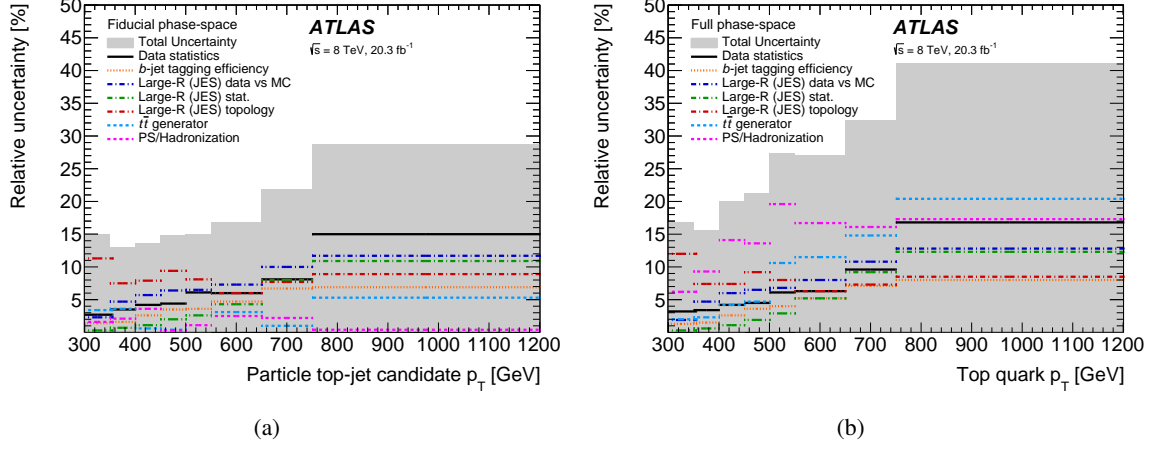 Relative uncertainty [%]
50
45
40
35
30
25
20
15
10
5
Fiducial phase-space
Total Uncertainty
Data statistics
b-jet tagging efficiency
Large-R (JES) data vs MC
Large-R (JES) stat.
Large-R (JES) topology
tt̄ generator
PS/Hadronization
ATLAS
√s = 8 TeV, 20.3 fb⁻¹
300 400 500 600 700 800 900 1000 1100 1200
Particle top-jet candidate p_T [GeV]
(a)
Relative uncertainty [%]
50
45
40
35
30
25
20
15
10
5
Full phase-space
Total Uncertainty
Data statistics
b-jet tagging efficiency
Large-R (JES) data vs MC
Large-R (JES) stat.
Large-R (JES) topology
tt̄ generator
PS/Hadronization
ATLAS
√s = 8 TeV, 20.3 fb⁻¹
300 400 500 600 700 800 900 1000 1100 1200
Top quark p_T [GeV]
(b)